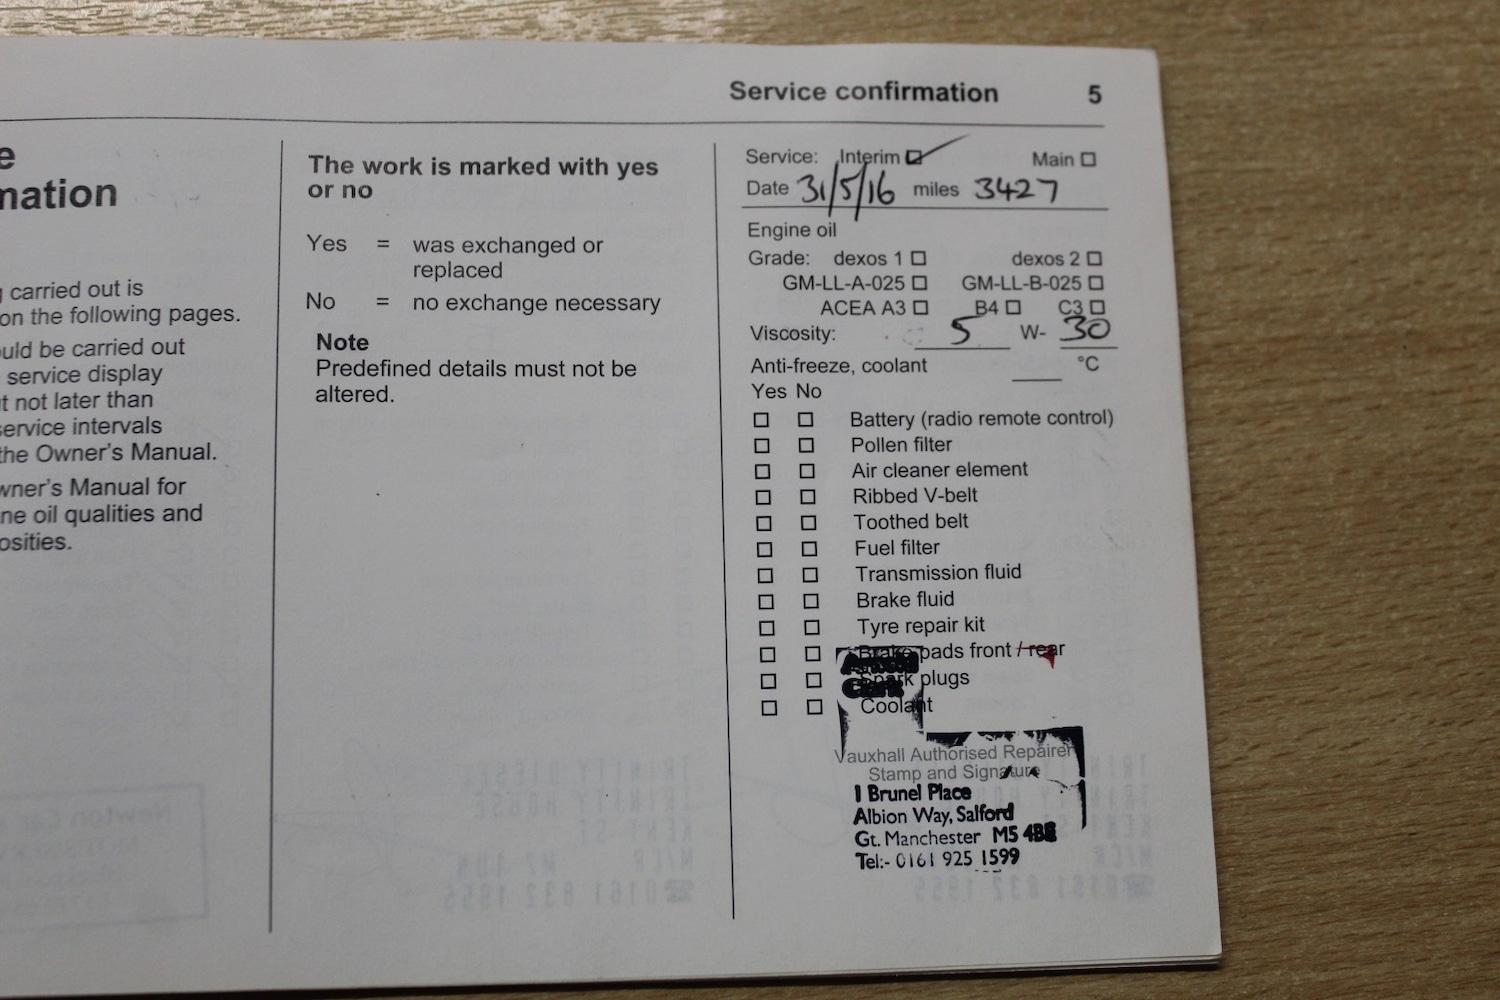 Service confirmation 5
e
mation
g carried out is
on the following pages.
ould be carried out
service display
t not later than
service intervals
the Owner's Manual.
wner's Manual for
ne oil qualities and
osities.
The work is marked with yes
or no
Yes = was exchanged or
replaced
No = no exchange necessary
Note
Predefined details must not be
altered.
Service: Interim Main
Date 31/5/16 miles 3427
Engine oil
Grade: dexos 1 dexos 2
GM-LL-A-025 GM-LL-B-025
ACEA A3 B4 C3
Viscosity: 5 W- 30
Anti-freeze, coolant °C
Yes No
Battery (radio remote control)
Pollen filter
Air cleaner element
Ribbed V-belt
Toothed belt
Fuel filter
Transmission fluid
Brake fluid
Tyre repair kit
Brake pads front / rear
Spark plugs
Coolant
Clark
Vauxhall Authorised Repairer
Stamp and Signature
1 Brunel Place
Albion Way, Salford
Gt. Manchester M5
Tel:- 0161 925 1599